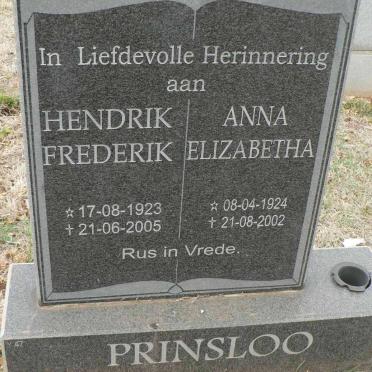 In Liefdevolle Herinnering
aan
HENDRIK FREDERIK
☆ 17-08-1923
✝ 21-06-2005
ANNA ELIZABETHA
☆ 08-04-1924
✝ 21-08-2002
Rus in Vrede.
PRINSLOO